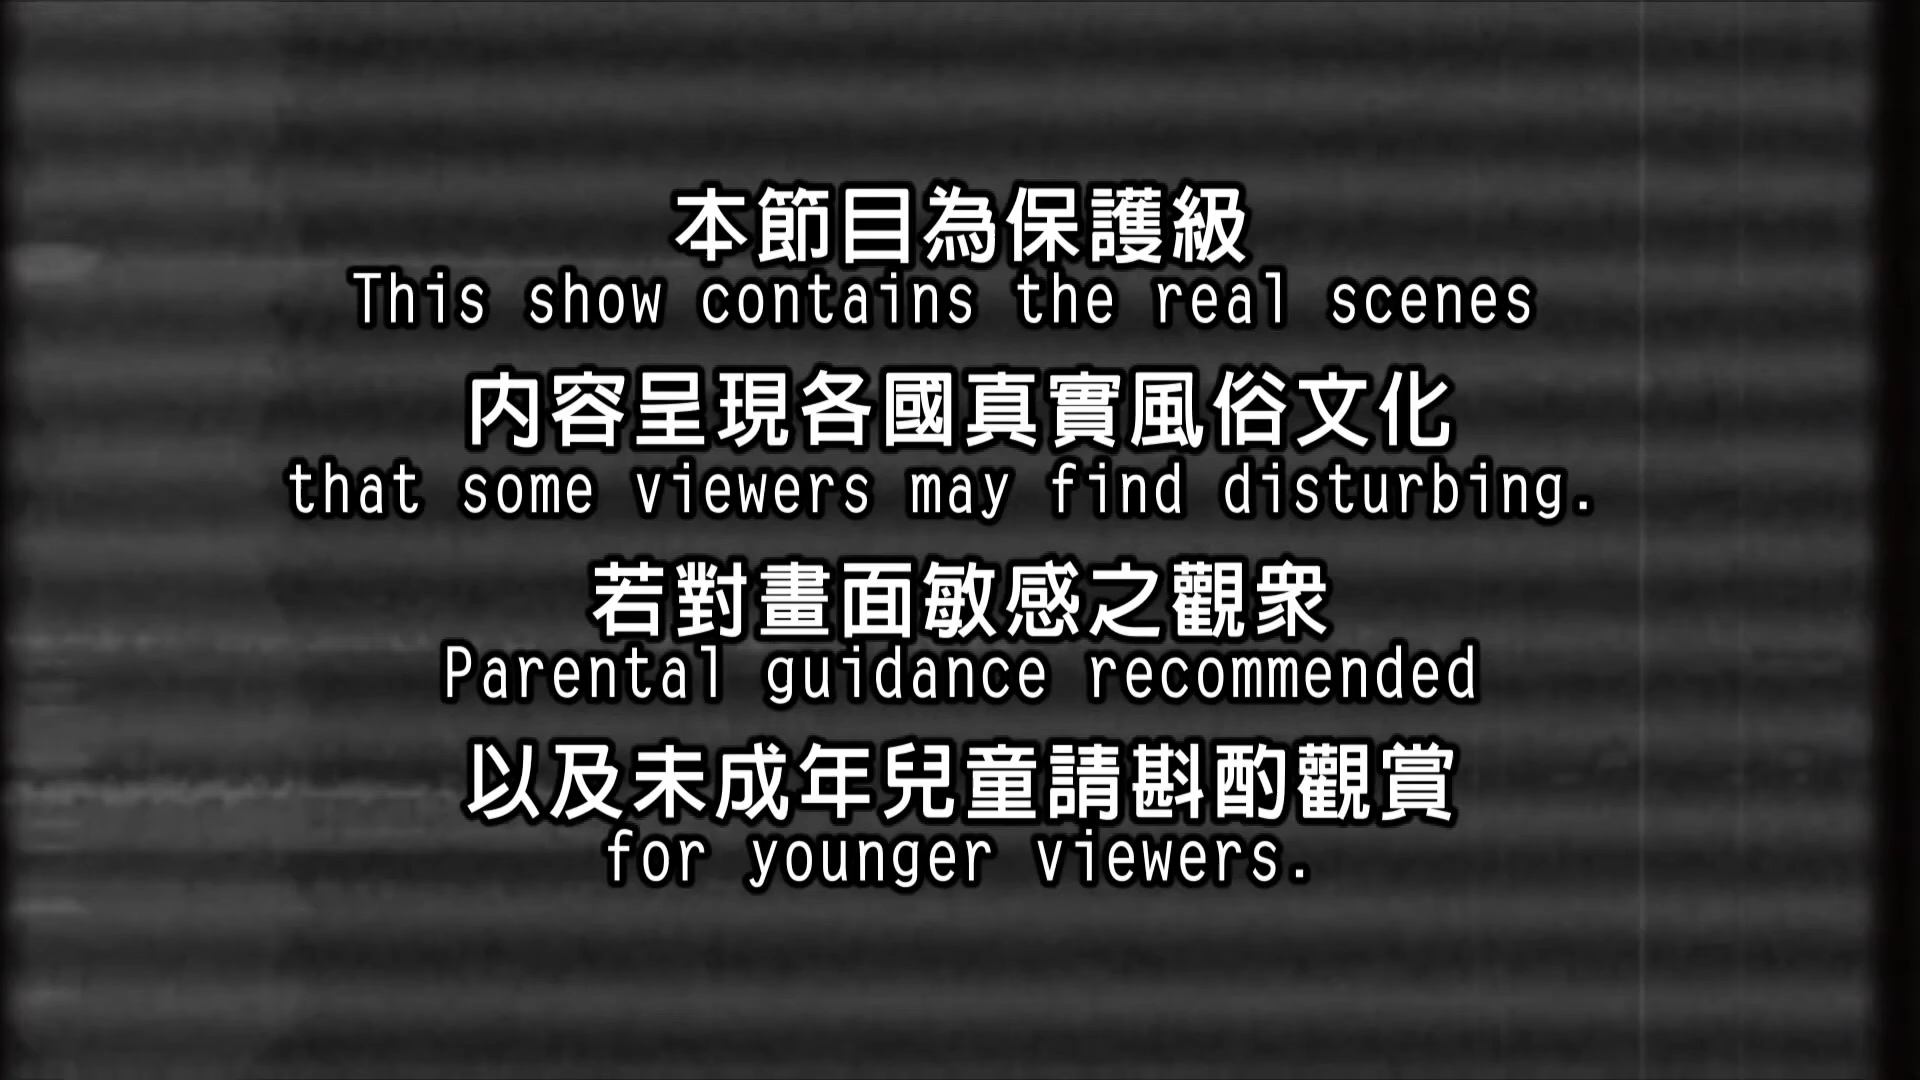 本節目為保護級
This show contains the real scenes
内容呈現各國真實風俗文化
that some viewers may find disturbing.
若對畫面敏感之觀眾
Parental guidance recommended
以及未成年兒童請斟酌觀賞
for younger viewers.